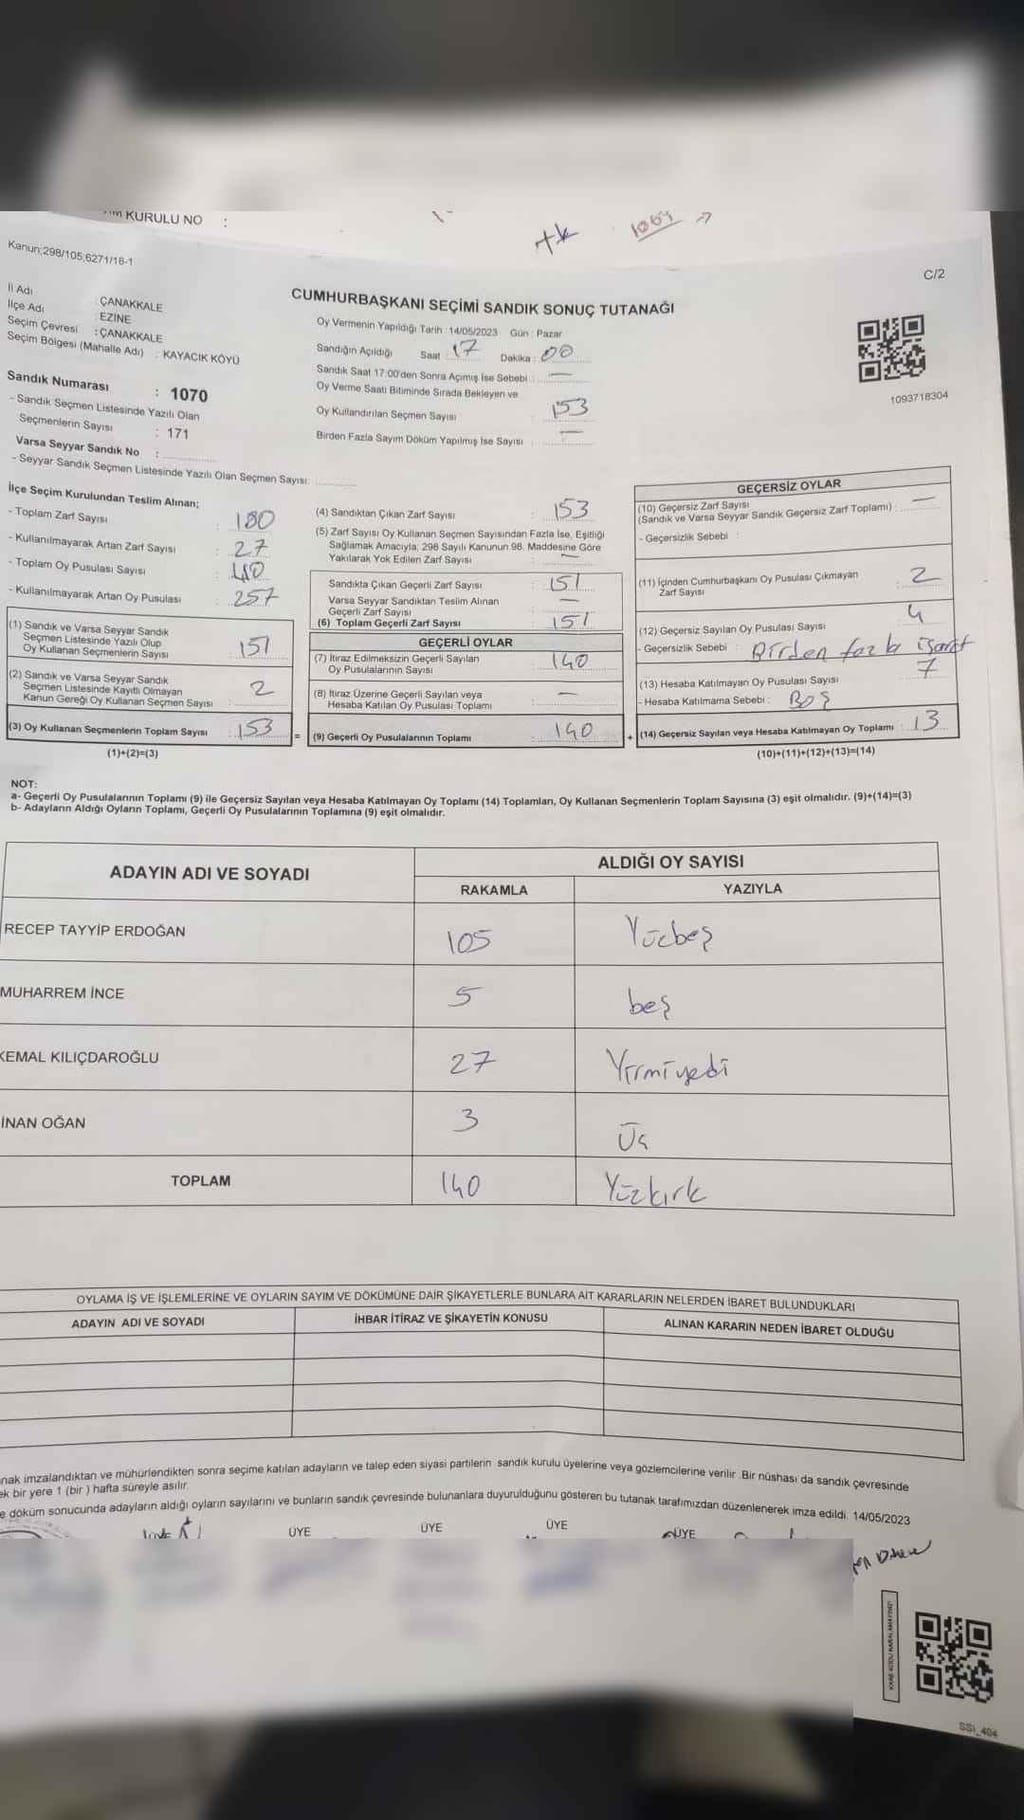 KURULU NO :
tk
1069 →
Kanun;298/105,6271/16-1
C/2
İl Adı ÇANAKKALE
İlçe Adı EZİNE
Seçim Çevresi : ÇANAKKALE
Seçim Bölgesi (Mahalle Adı) : KAYACIK KÖYÜ
Sandık Numarası : 1070
- Sandık Seçmen Listesinde Yazılı Olan
Seçmenlerin Sayısı : 171
Varsa Seyyar Sandık No :
- Seyyar Sandık Seçmen Listesinde Yazılı Olan Seçmen Sayısı:
CUMHURBAŞKANI SEÇİMİ SANDIK SONUÇ TUTANAĞI
Oy Vermenin Yapıldığı Tarih : 14/05/2023 Gün : Pazar
Sandığın Açıldığı Saat : 17 Dakika : 00
Sandık Saat 17:00'den Sonra Açımış İse Sebebi : —
Oy Verme Saati Bitiminde Sırada Bekleyen ve
Oy Kullandırılan Seçmen Sayısı : 153
Birden Fazla Sayım Döküm Yapılmış İse Sayısı : —
1093718304
İlçe Seçim Kurulundan Teslim Alınan;
- Toplam Zarf Sayısı : 180
- Kullanılmayarak Artan Zarf Sayısı : 27
- Toplam Oy Pusulası Sayısı : 410
- Kullanılmayarak Artan Oy Pusulası : 257
(1) Sandık ve Varsa Seyyar Sandık
Seçmen Listesinde Yazılı Olup
Oy Kullanan Seçmenlerin Sayısı : 151
(2) Sandık ve Varsa Seyyar Sandık
Seçmen Listesinde Kayıtlı Olmayan
Kanun Gereği Oy Kullanan Seçmen Sayısı : 2
(3) Oy Kullanan Seçmenlerin Toplam Sayısı : 153 =
(1)+(2)=(3)
(4) Sandıktan Çıkan Zarf Sayısı : 153
(5) Zarf Sayısı Oy Kullanan Seçmen Sayısından Fazla İse, Eşitliği
Sağlamak Amacıyla, 298 Sayılı Kanunun 98. Maddesine Göre
Yakılarak Yok Edilen Zarf Sayısı : —
Sandıkta Çıkan Geçerli Zarf Sayısı : 151
Varsa Seyyar Sandıktan Teslim Alınan
Geçerli Zarf Sayısı : —
(6) Toplam Geçerli Zarf Sayısı : 151
GEÇERLİ OYLAR
(7) İtiraz Edilmeksizin Geçerli Sayılan
Oy Pusulalarının Sayısı : 140
(8) İtiraz Üzerine Geçerli Sayılan veya
Hesaba Katılan Oy Pusulası Toplamı : —
(9) Geçerli Oy Pusulalarının Toplamı : 140 +
GEÇERSİZ OYLAR
(10) Geçersiz Zarf Sayısı
(Sandık ve Varsa Seyyar Sandık Geçersiz Zarf Toplamı) : —
- Geçersizlik Sebebi :
(11) İçinden Cumhurbaşkanı Oy Pusulası Çıkmayan
Zarf Sayısı : 2
(12) Geçersiz Sayılan Oy Pusulası Sayısı : 4
- Geçersizlik Sebebi : Birden fazla işaret
(13) Hesaba Katılmayan Oy Pusulası Sayısı : 7
- Hesaba Katılmama Sebebi : Boş
(14) Geçersiz Sayılan veya Hesaba Katılmayan Oy Toplamı : 13
(10)+(11)+(12)+(13)=(14)
NOT:
a- Geçerli Oy Pusulalarının Toplamı (9) ile Geçersiz Sayılan veya Hesaba Katılmayan Oy Toplamı (14) Toplamları, Oy Kullanan Seçmenlerin Toplam Sayısına (3) eşit olmalıdır. (9)+(14)=(3)
b- Adayların Aldığı Oyların Toplamı, Geçerli Oy Pusulalarının Toplamına (9) eşit olmalıdır.
ADAYIN ADI VE SOYADI ALDIĞI OY SAYISI
RAKAMLA YAZIYLA
RECEP TAYYİP ERDOĞAN 105 Yüzbeş
MUHARREM İNCE 5 beş
KEMAL KILIÇDAROĞLU 27 Yirmiyedi
İNAN OĞAN 3 Üç
TOPLAM 140 Yüzkırk
OYLAMA İŞ VE İŞLEMLERİNE VE OYLARIN SAYIM VE DÖKÜMÜNE DAİR ŞİKAYETLERLE BUNLARA AİT KARARLARIN NELERDEN İBARET BULUNDUKLARI
ADAYIN ADI VE SOYADI İHBAR İTİRAZ VE ŞİKAYETİN KONUSU ALINAN KARARIN NEDEN İBARET OLDUĞU
nak imzalandıktan ve mühürlendikten sonra seçime katılan adayların ve talep eden siyasi partilerin sandık kurulu üyelerine veya gözlemcilerine verilir. Bir nüshası da sandık çevresinde
ek bir yere 1 (bir) hafta süreyle asılır.
e döküm sonucunda adayların aldığı oyların sayılarını ve bunların sandık çevresinde bulunanlara duyurulduğunu gösteren bu tutanak tarafımızdan düzenlenerek imza edildi. 14/05/2023
ÜYE ÜYE ÜYE ÜYE
SSİ_404